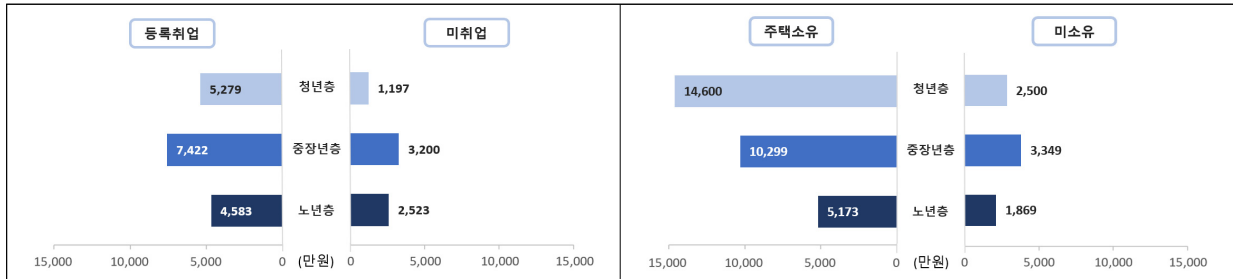 등록취업 미취업 주택소유 미소유
5,279 청년층 1,197 14,600 청년층 2,500
7,422 중장년층 3,200 10,299 중장년층 3,349
4,583 노년층 2,523 5,173 노년층 1,869
15,000 10,000 5,000 0 (만원) 0 5,000 10,000 15,000 15,000 10,000 5,000 0 (만원) 0 5,000 10,000 15,000